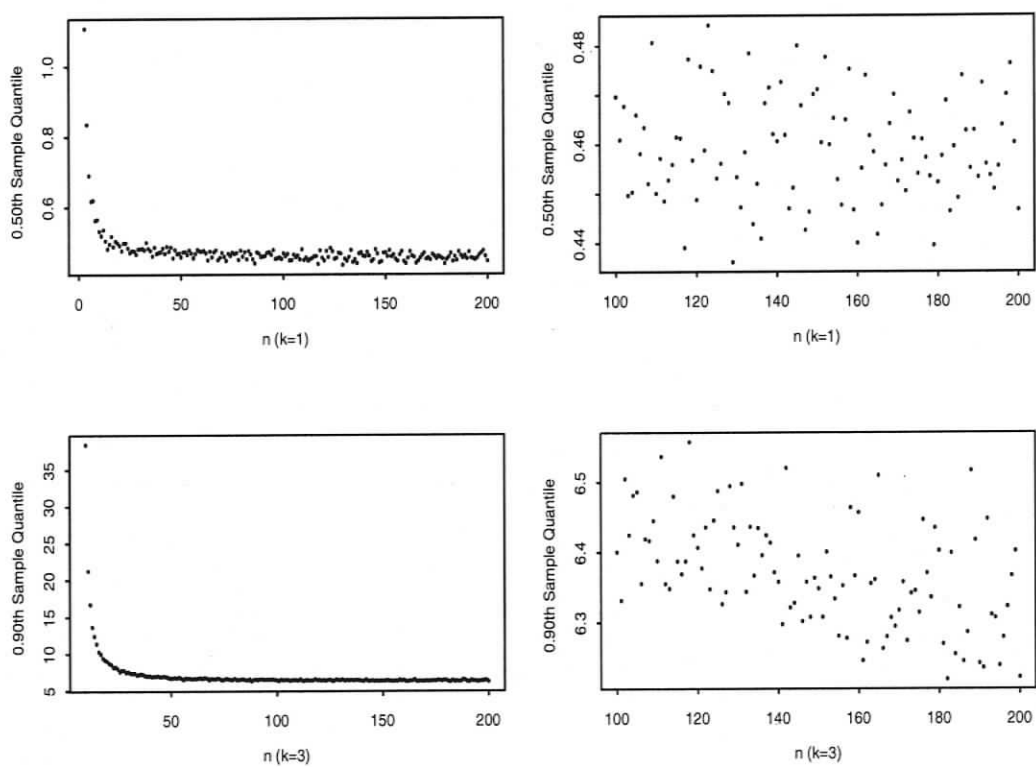 0.50th Sample Quantile
1.0
0.8
0.6
0 50 100 150 200
n (k=1)
0.50th Sample Quantile
0.48
0.46
0.44
100 120 140 160 180 200
n (k=1)
0.90th Sample Quantile
35
30
25
20
15
10
5
50 100 150 200
n (k=3)
0.90th Sample Quantile
6.5
6.4
6.3
100 120 140 160 180 200
n (k=3)